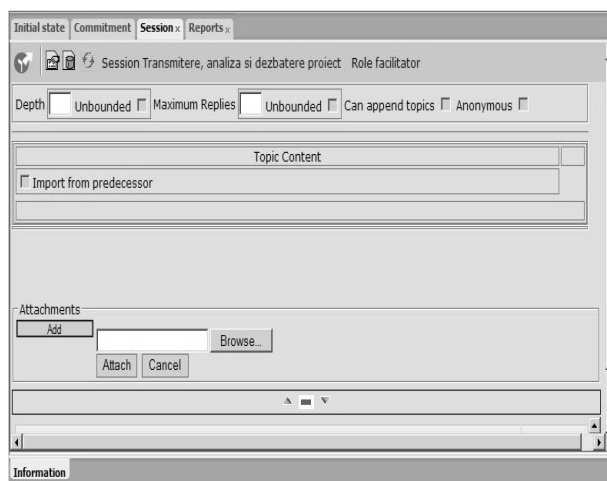 Initial state Commitment Session x Reports x
Session Transmitere, analiza si dezbatere proiect Role facilitator
Depth Unbounded Maximum Replies Unbounded Can append topics Anonymous
Topic Content
Import from predecessor
Attachments
Add
Browse...
Attach Cancel
Information